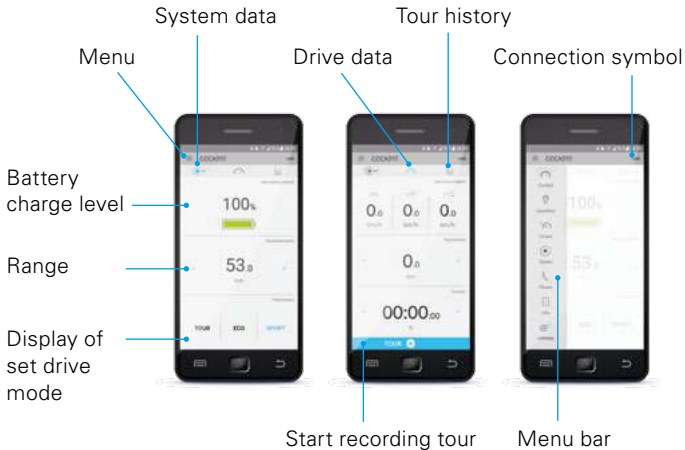 System data
Tour history
Menu
Drive data
Connection symbol
Battery
charge level
Range
Display of
set drive
mode
COCKPIT
100%
53.0
TOUR
ECO
SPORT
COCKPIT
0.0
0.0
0.0
0.0
00:00.00
TOUR
COCKPIT
53.0
Start recording tour
Menu bar